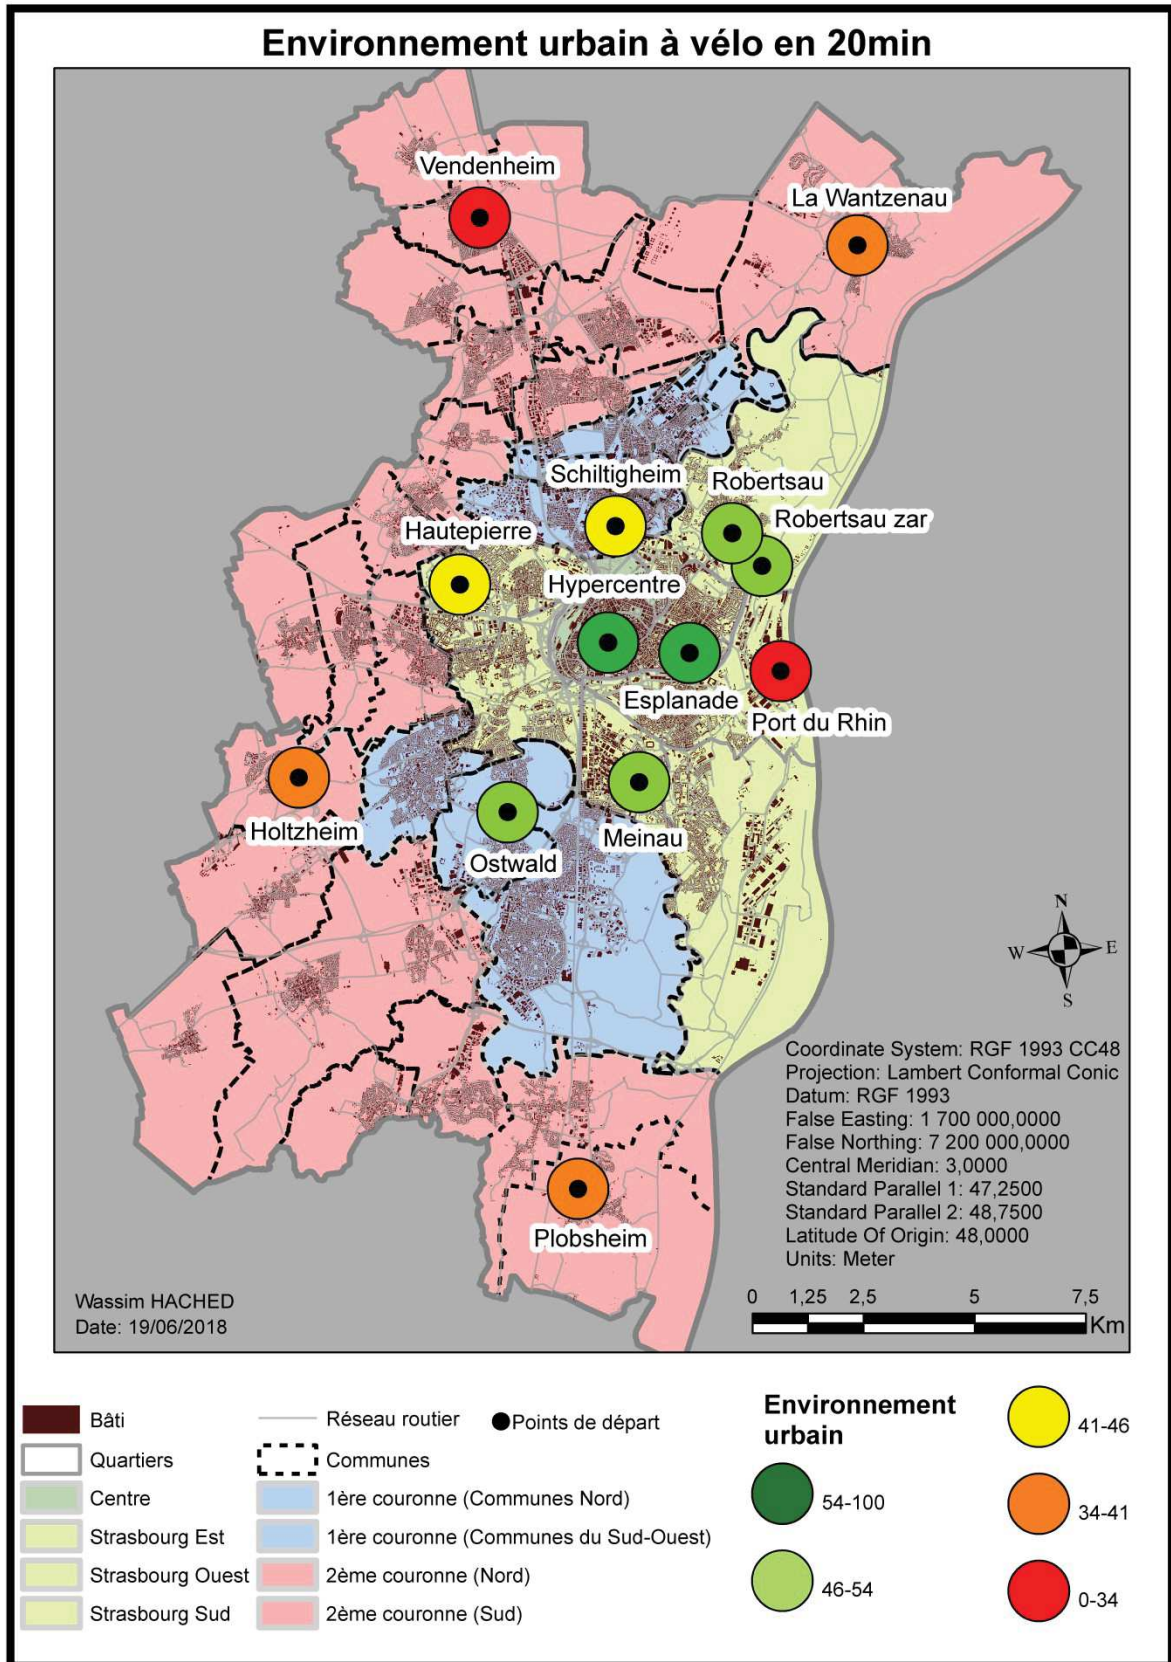 Environnement urbain à vélo en 20min
Vendenheim
La Wantzenau
Schiltigheim
Robertsau
Robertsau zar
Hautepierre
Hypercentre
Esplanade
Port du Rhin
Holtzheim
Ostwald
Meinau
Plobsheim
N
W
E
S
Coordinate System: RGF 1993 CC48
Projection: Lambert Conformal Conic
Datum: RGF 1993
False Easting: 1 700 000,0000
False Northing: 7 200 000,0000
Central Meridian: 3,0000
Standard Parallel 1: 47,2500
Standard Parallel 2: 48,7500
Latitude Of Origin: 48,0000
Units: Meter
0 1,25 2,5 5 7,5
Km
Wassim HACHED
Date: 19/06/2018
Bâti
Quartiers
Centre
Strasbourg Est
Strasbourg Ouest
Strasbourg Sud
Réseau routier
Points de départ
Communes
1ère couronne (Communes Nord)
1ère couronne (Communes du Sud-Ouest)
2ème couronne (Nord)
2ème couronne (Sud)
Environnement
urbain
54-100
46-54
41-46
34-41
0-34